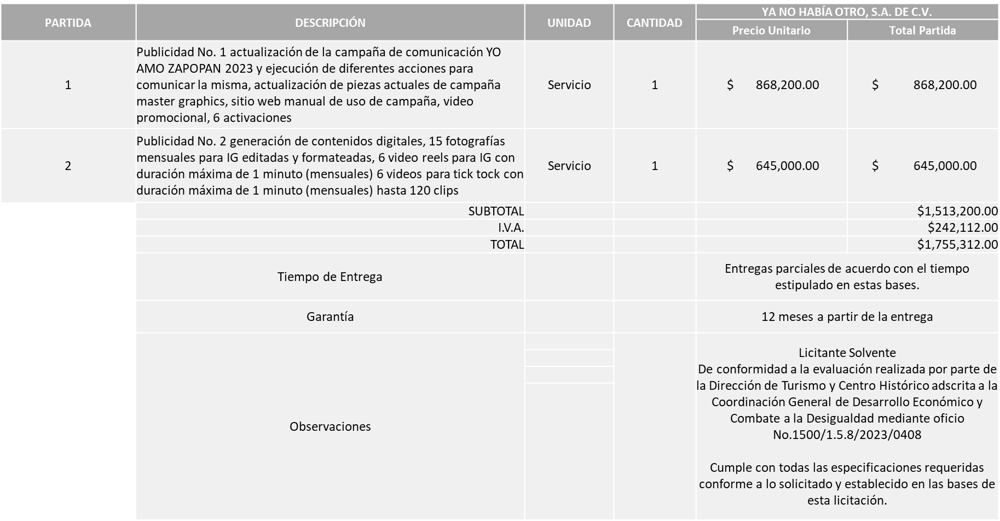 PARTIDA
DESCRIPCIÓN
UNIDAD
CANTIDAD
YA NO HABÍA OTRO, S.A. DE C.V.
Precio Unitario
Total Partida
1
Publicidad No. 1 actualización de la campaña de comunicación YO
AMO ZAPOPAN 2023 y ejecución de diferentes acciones para
comunicar la misma, actualización de piezas actuales de campaña
master graphics, sitio web manual de uso de campaña, video
promocional, 6 activaciones
Servicio
1
$ 868,200.00
$ 868,200.00
2
Publicidad No. 2 generación de contenidos digitales, 15 fotografías
mensuales para IG editadas y formateadas, 6 video reels para IG con
duración máxima de 1 minuto (mensuales) 6 videos para tick tock con
duración máxima de 1 minuto (mensuales) hasta 120 clips
Servicio
1
$ 645,000.00
$ 645,000.00
SUBTOTAL
$1,513,200.00
I.V.A.
$242,112.00
TOTAL
$1,755,312.00
Tiempo de Entrega
Entregas parciales de acuerdo con el tiempo
estipulado en estas bases.
Garantía
12 meses a partir de la entrega
Observaciones
Licitante Solvente
De conformidad a la evaluación realizada por parte de
la Dirección de Turismo y Centro Histórico adscrita a la
Coordinación General de Desarrollo Económico y
Combate a la Desigualdad mediante oficio
No.1500/1.5.8/2023/0408
Cumple con todas las especificaciones requeridas
conforme a lo solicitado y establecido en las bases de
esta licitación.